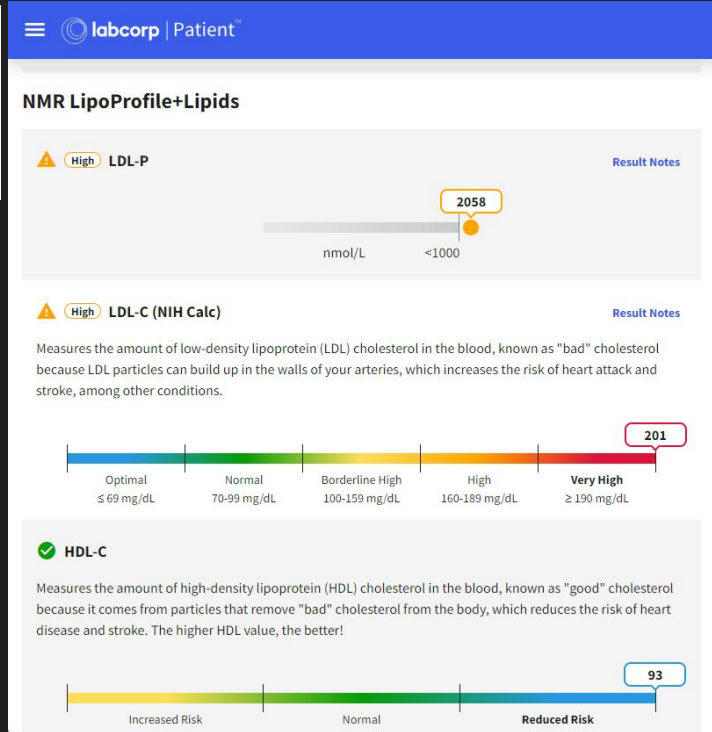 labcorp | Patient™
NMR LipoProfile+Lipids
High LDL-P Result Notes
2058
nmol/L <1000
High LDL-C (NIH Calc) Result Notes
Measures the amount of low-density lipoprotein (LDL) cholesterol in the blood, known as "bad" cholesterol
because LDL particles can build up in the walls of your arteries, which increases the risk of heart attack and
stroke, among other conditions.
201
Optimal Normal Borderline High High Very High
≤ 69 mg/dL 70-99 mg/dL 100-159 mg/dL 160-189 mg/dL ≥ 190 mg/dL
HDL-C
Measures the amount of high-density lipoprotein (HDL) cholesterol in the blood, known as "good" cholesterol
because it comes from particles that remove "bad" cholesterol from the body, which reduces the risk of heart
disease and stroke. The higher HDL value, the better!
93
Increased Risk Normal Reduced Risk